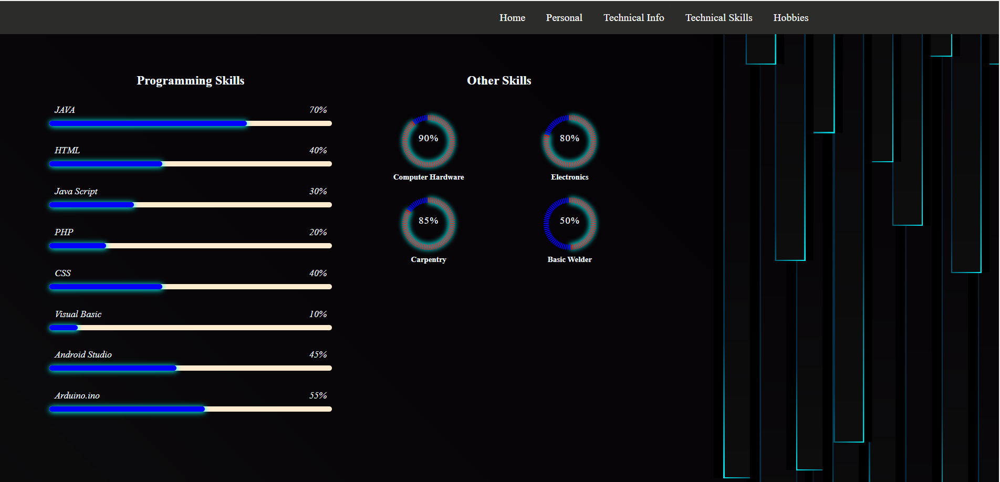 Home Personal Technical Info Technical Skills Hobbies
Programming Skills
JAVA 70%
HTML 40%
Java Script 30%
PHP 20%
CSS 40%
Visual Basic 10%
Android Studio 45%
Arduino.ino 55%
Other Skills
90%
Computer Hardware
80%
Electronics
85%
Carpentry
50%
Basic Welder